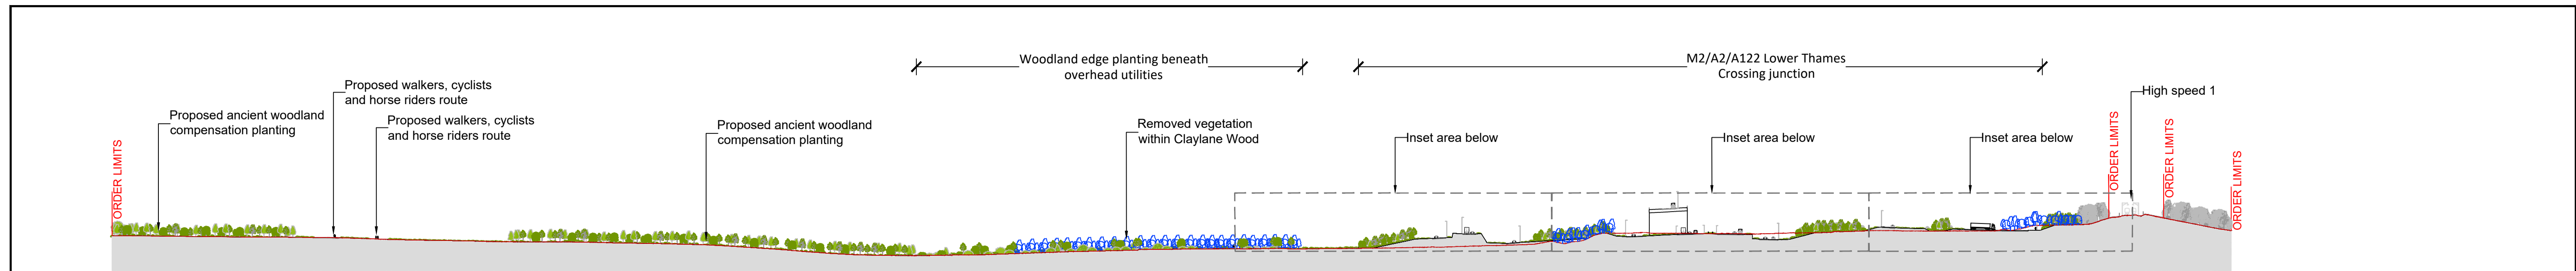 ORDER LIMITS
Proposed ancient woodland
compensation planting
Proposed walkers, cyclists
and horse riders route
Proposed walkers, cyclists
and horse riders route
Proposed ancient woodland
compensation planting
Woodland edge planting beneath
overhead utilities
Removed vegetation
within Claylane Wood
M2/A2/A122 Lower Thames
Crossing junction
Inset area below
Inset area below
Inset area below
High speed 1
ORDER LIMITS
ORDER LIMITS
ORDER LIMITS